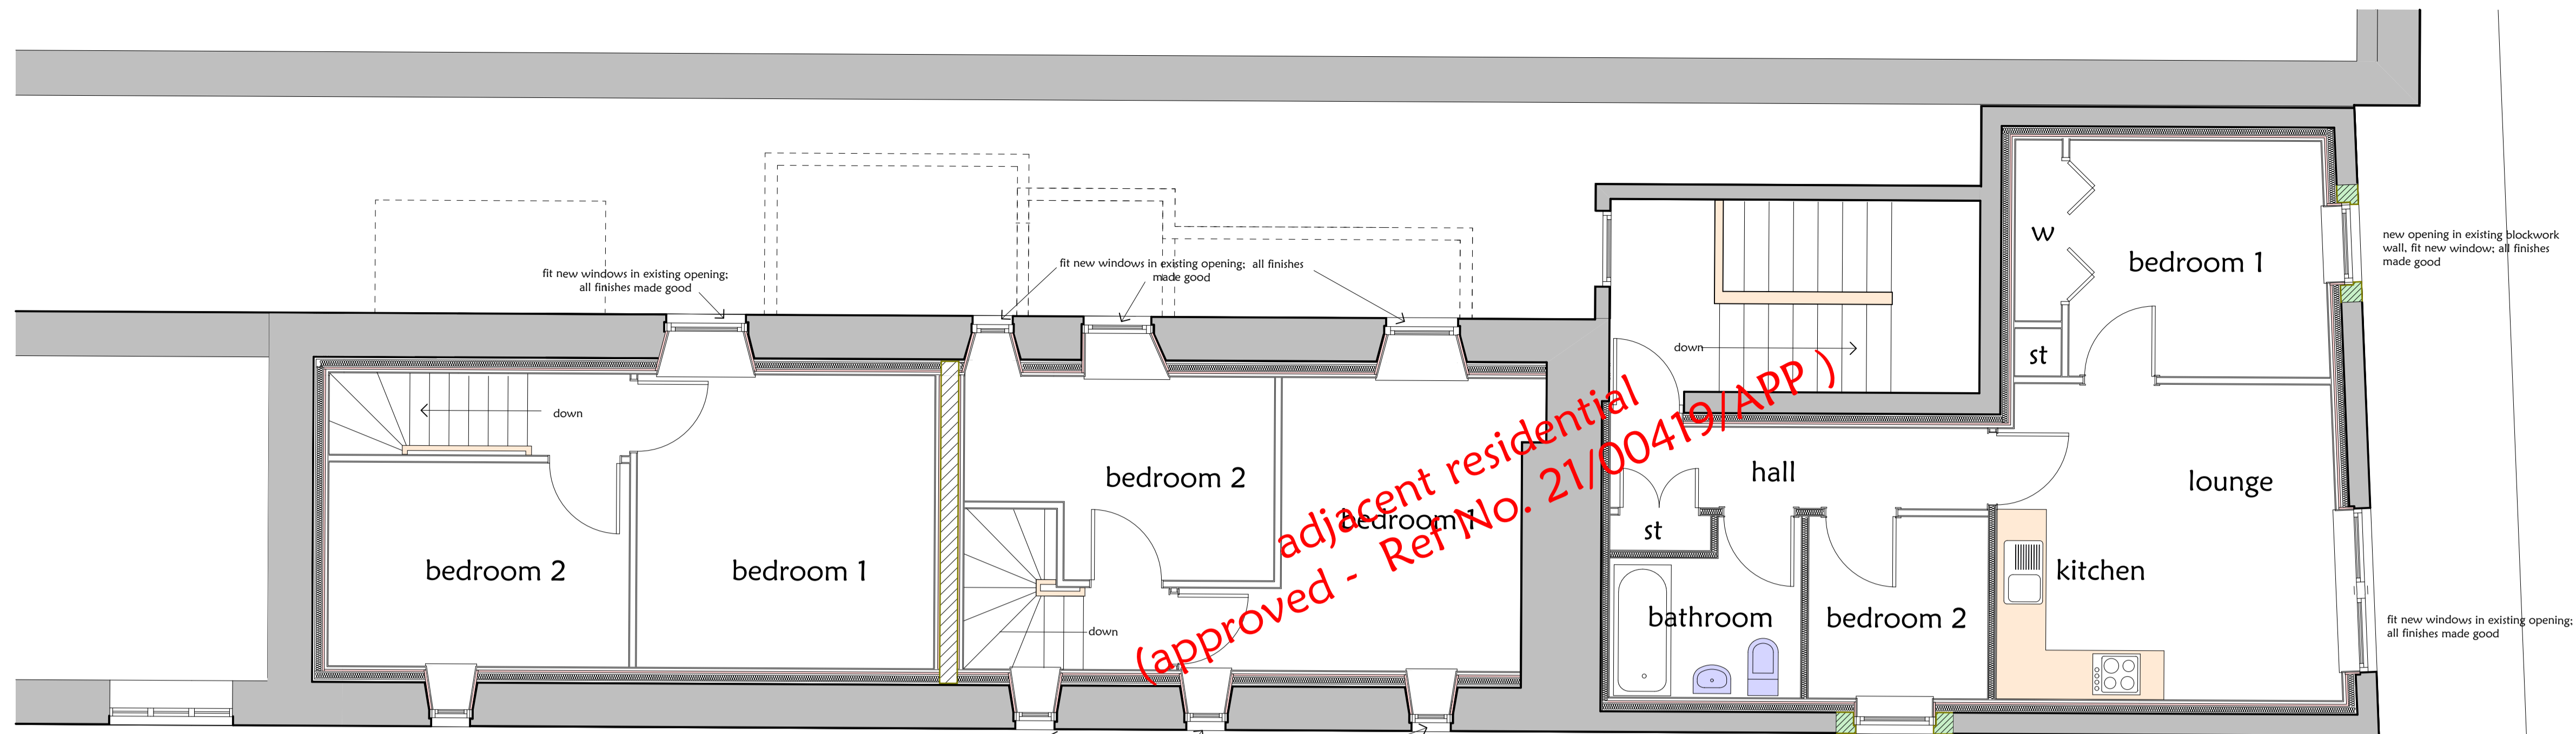 fit new windows in existing opening;
all finishes made good
fit new windows in existing opening; all finishes
made good
new opening in existing blockwork
wall, fit new window; all finishes
made good
w
bedroom 1
st
down
down
bedroom 2
bedroom 1
bedroom 2
bedroom 1
down
adjacent residential
(approved - Ref No. 21/00419/APP )
hall
lounge
st
kitchen
bathroom
bedroom 2
fit new windows in existing opening;
all finishes made good